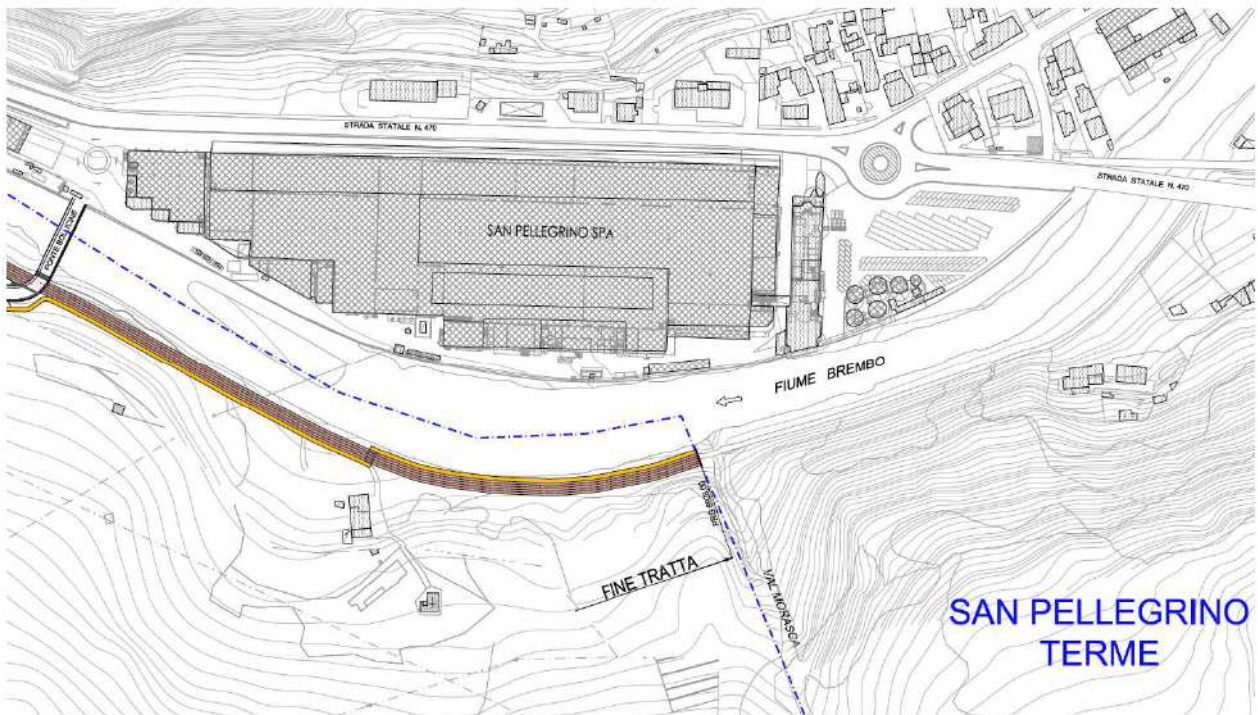 STRADA STATALE N. 470
STRADA STATALE N. 470
SAN PELLEGRINO SPA
FIUME BREMBO
FINE TRATTA
VAL MORASCA
SAN PELLEGRINO
TERME